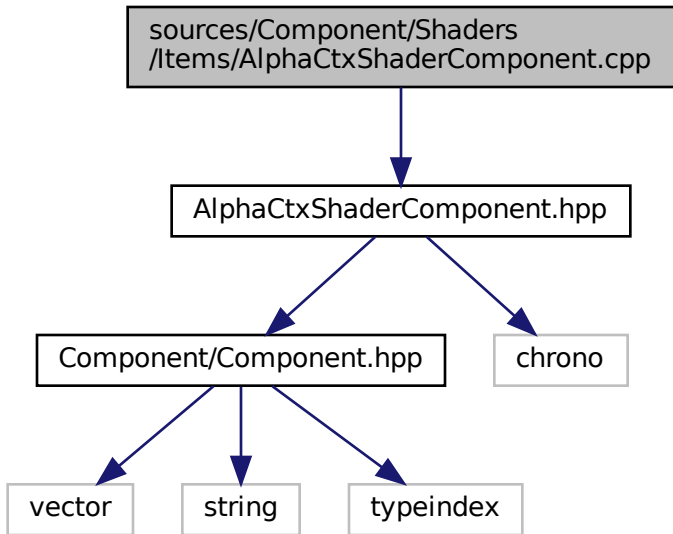 sources/Component/Shaders
/Items/AlphaCtxShaderComponent.cpp
AlphaCtxShaderComponent.hpp
Component/Component.hpp
chrono
vector
string
typeindex